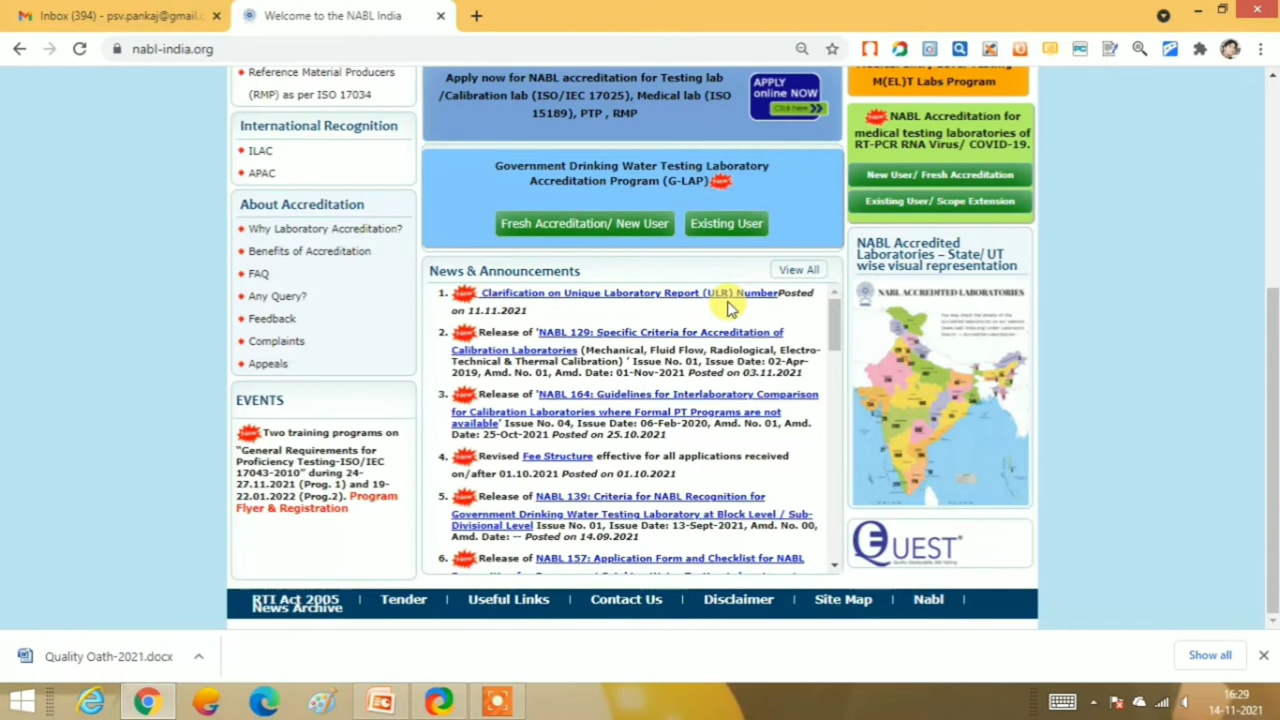 Inbox (394) - psv.pankaj@gmail.
Welcome to the NABL India
nabl-india.org
Reference Material Producers
(RMP) as per ISO 17034
International Recognition
ILAC
APAC
About Accreditation
Why Laboratory Accreditation?
Benefits of Accreditation
FAQ
Any Query?
Feedback
Complaints
Appeals
EVENTS
New Two training programs on
"General Requirements for
Proficiency Testing-ISO/IEC
17043-2010" during 24-
27.11.2021 (Prog. 1) and 19-
22.01.2022 (Prog.2). Program
Flyer & Registration
Apply now for NABL accreditation for Testing lab
/Calibration lab (ISO/IEC 17025), Medical lab (ISO
15189), PTP , RMP
APPLY
online NOW
Click here
Government Drinking Water Testing Laboratory
Accreditation Program (G-LAP) New
Fresh Accreditation/ New User
Existing User
News & Announcements
View All
1. New Clarification on Unique Laboratory Report (ULR) NumberPosted
on 11.11.2021
2. New Release of 'NABL 129: Specific Criteria for Accreditation of
Calibration Laboratories (Mechanical, Fluid Flow, Radiological, Electro-
Technical & Thermal Calibration) ' Issue No. 01, Issue Date: 02-Apr-
2019, Amd. No. 01, Amd. Date: 01-Nov-2021 Posted on 03.11.2021
3. New Release of 'NABL 164: Guidelines for Interlaboratory Comparison
for Calibration Laboratories where Formal PT Programs are not
available' Issue No. 04, Issue Date: 06-Feb-2020, Amd. No. 01, Amd.
Date: 25-Oct-2021 Posted on 25.10.2021
4. New Revised Fee Structure effective for all applications received
on/after 01.10.2021 Posted on 01.10.2021
5. New Release of NABL 139: Criteria for NABL Recognition for
Government Drinking Water Testing Laboratory at Block Level / Sub-
Divisional Level Issue No. 01, Issue Date: 13-Sept-2021, Amd. No. 00,
Amd. Date: -- Posted on 14.09.2021
6. New Release of NABL 157: Application Form and Checklist for NABL
M(EL)T Labs Program
New NABL Accreditation for
medical testing laboratories of
RT-PCR RNA Virus/ COVID-19.
New User/ Fresh Accreditation
Existing User/ Scope Extension
NABL Accredited
Laboratories – State/ UT
wise visual representation
NABL ACCREDITED LABORATORIES
QUEST
RTI Act 2005
News Archive
Tender
Useful Links
Contact Us
Disclaimer
Site Map
Nabl
Quality Oath-2021.docx
Show all
16:29
14-11-2021